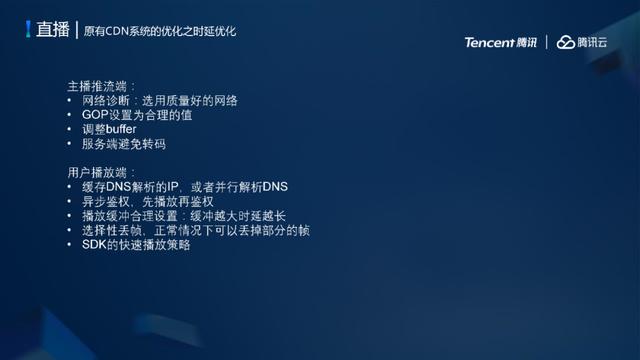 直播 | 原有CDN系统的优化之时延优化
Tencent 腾讯 | 腾讯云
主播推流端：
• 网络诊断：选用质量好的网络
• GOP设置为合理的值
• 调整buffer
• 服务端避免转码
用户播放端：
• 缓存DNS解析的IP，或者并行解析DNS
• 异步鉴权，先播放再鉴权
• 播放缓冲合理设置：缓冲越大时延越长
• 选择性丢帧，正常情况下可以丢掉部分的帧
• SDK的快速播放策略